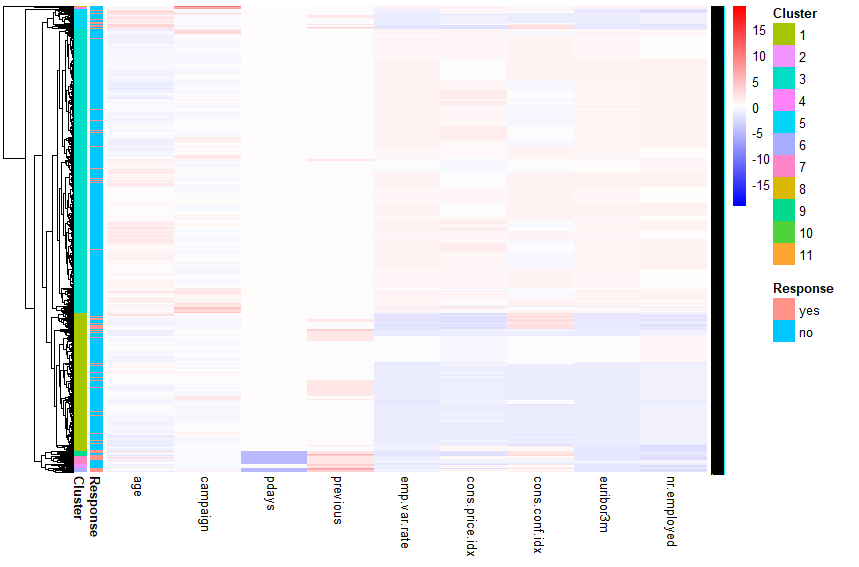 Cluster
1
2
3
4
5
6
7
8
9
10
11
Response
yes
no
15
10
5
0
-5
-10
-15
Cluster
Response
age
campaign
pdays
previous
emp.var.rate
cons.price.idx
cons.conf.idx
euribor3m
nr.employed